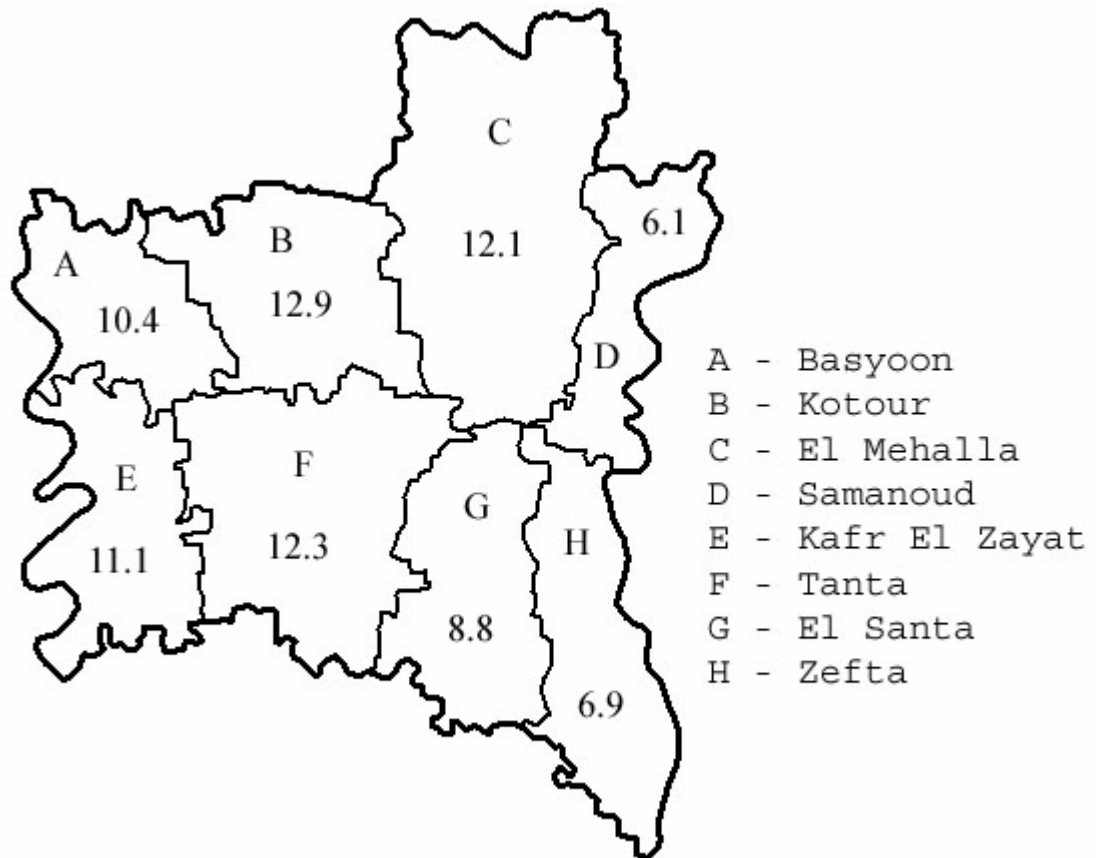 C
6.1
B
12.1
A
12.9
10.4
D
A - Basyoon
B - Kotour
C - El Mehalla
D - Samanoud
E - Kafr El Zayat
F - Tanta
G - El Santa
H - Zefta
E
F
G
H
11.1
12.3
8.8
6.9